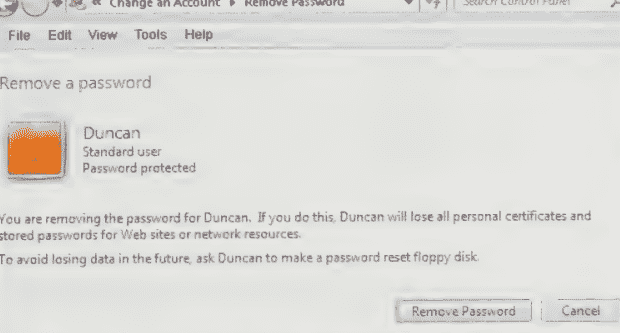 « Change an Account ▸ Remove Password Search Control Panel
File Edit View Tools Help
Remove a password
Duncan
Standard user
Password protected
You are removing the password for Duncan. If you do this, Duncan will lose all personal certificates and
stored passwords for Web sites or network resources.
To avoid losing data in the future, ask Duncan to make a password reset floppy disk.
Remove Password Cancel